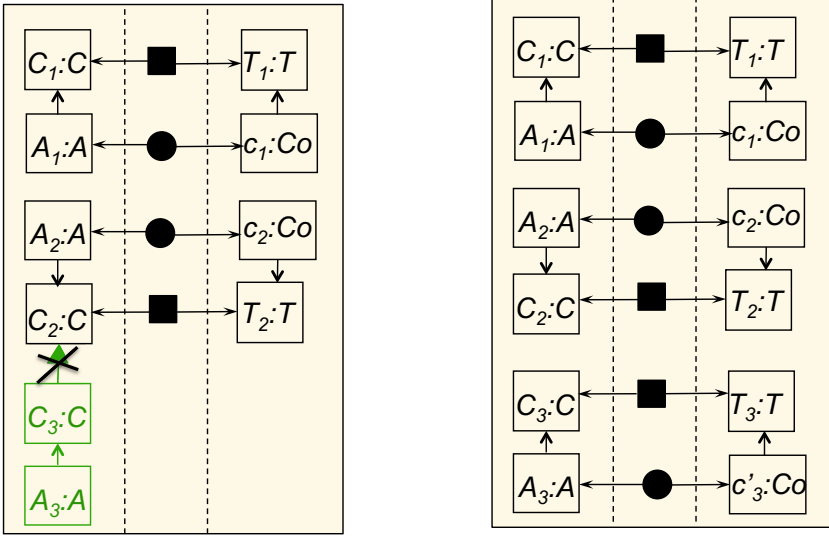 C₁:C T₁:T
A₁:A c₁:Co
A₂:A c₂:Co
C₂:C T₂:T
C₃:C
A₃:A
C₁:C T₁:T
A₁:A c₁:Co
A₂:A c₂:Co
C₂:C T₂:T
C₃:C T₃:T
A₃:A c'₃:Co